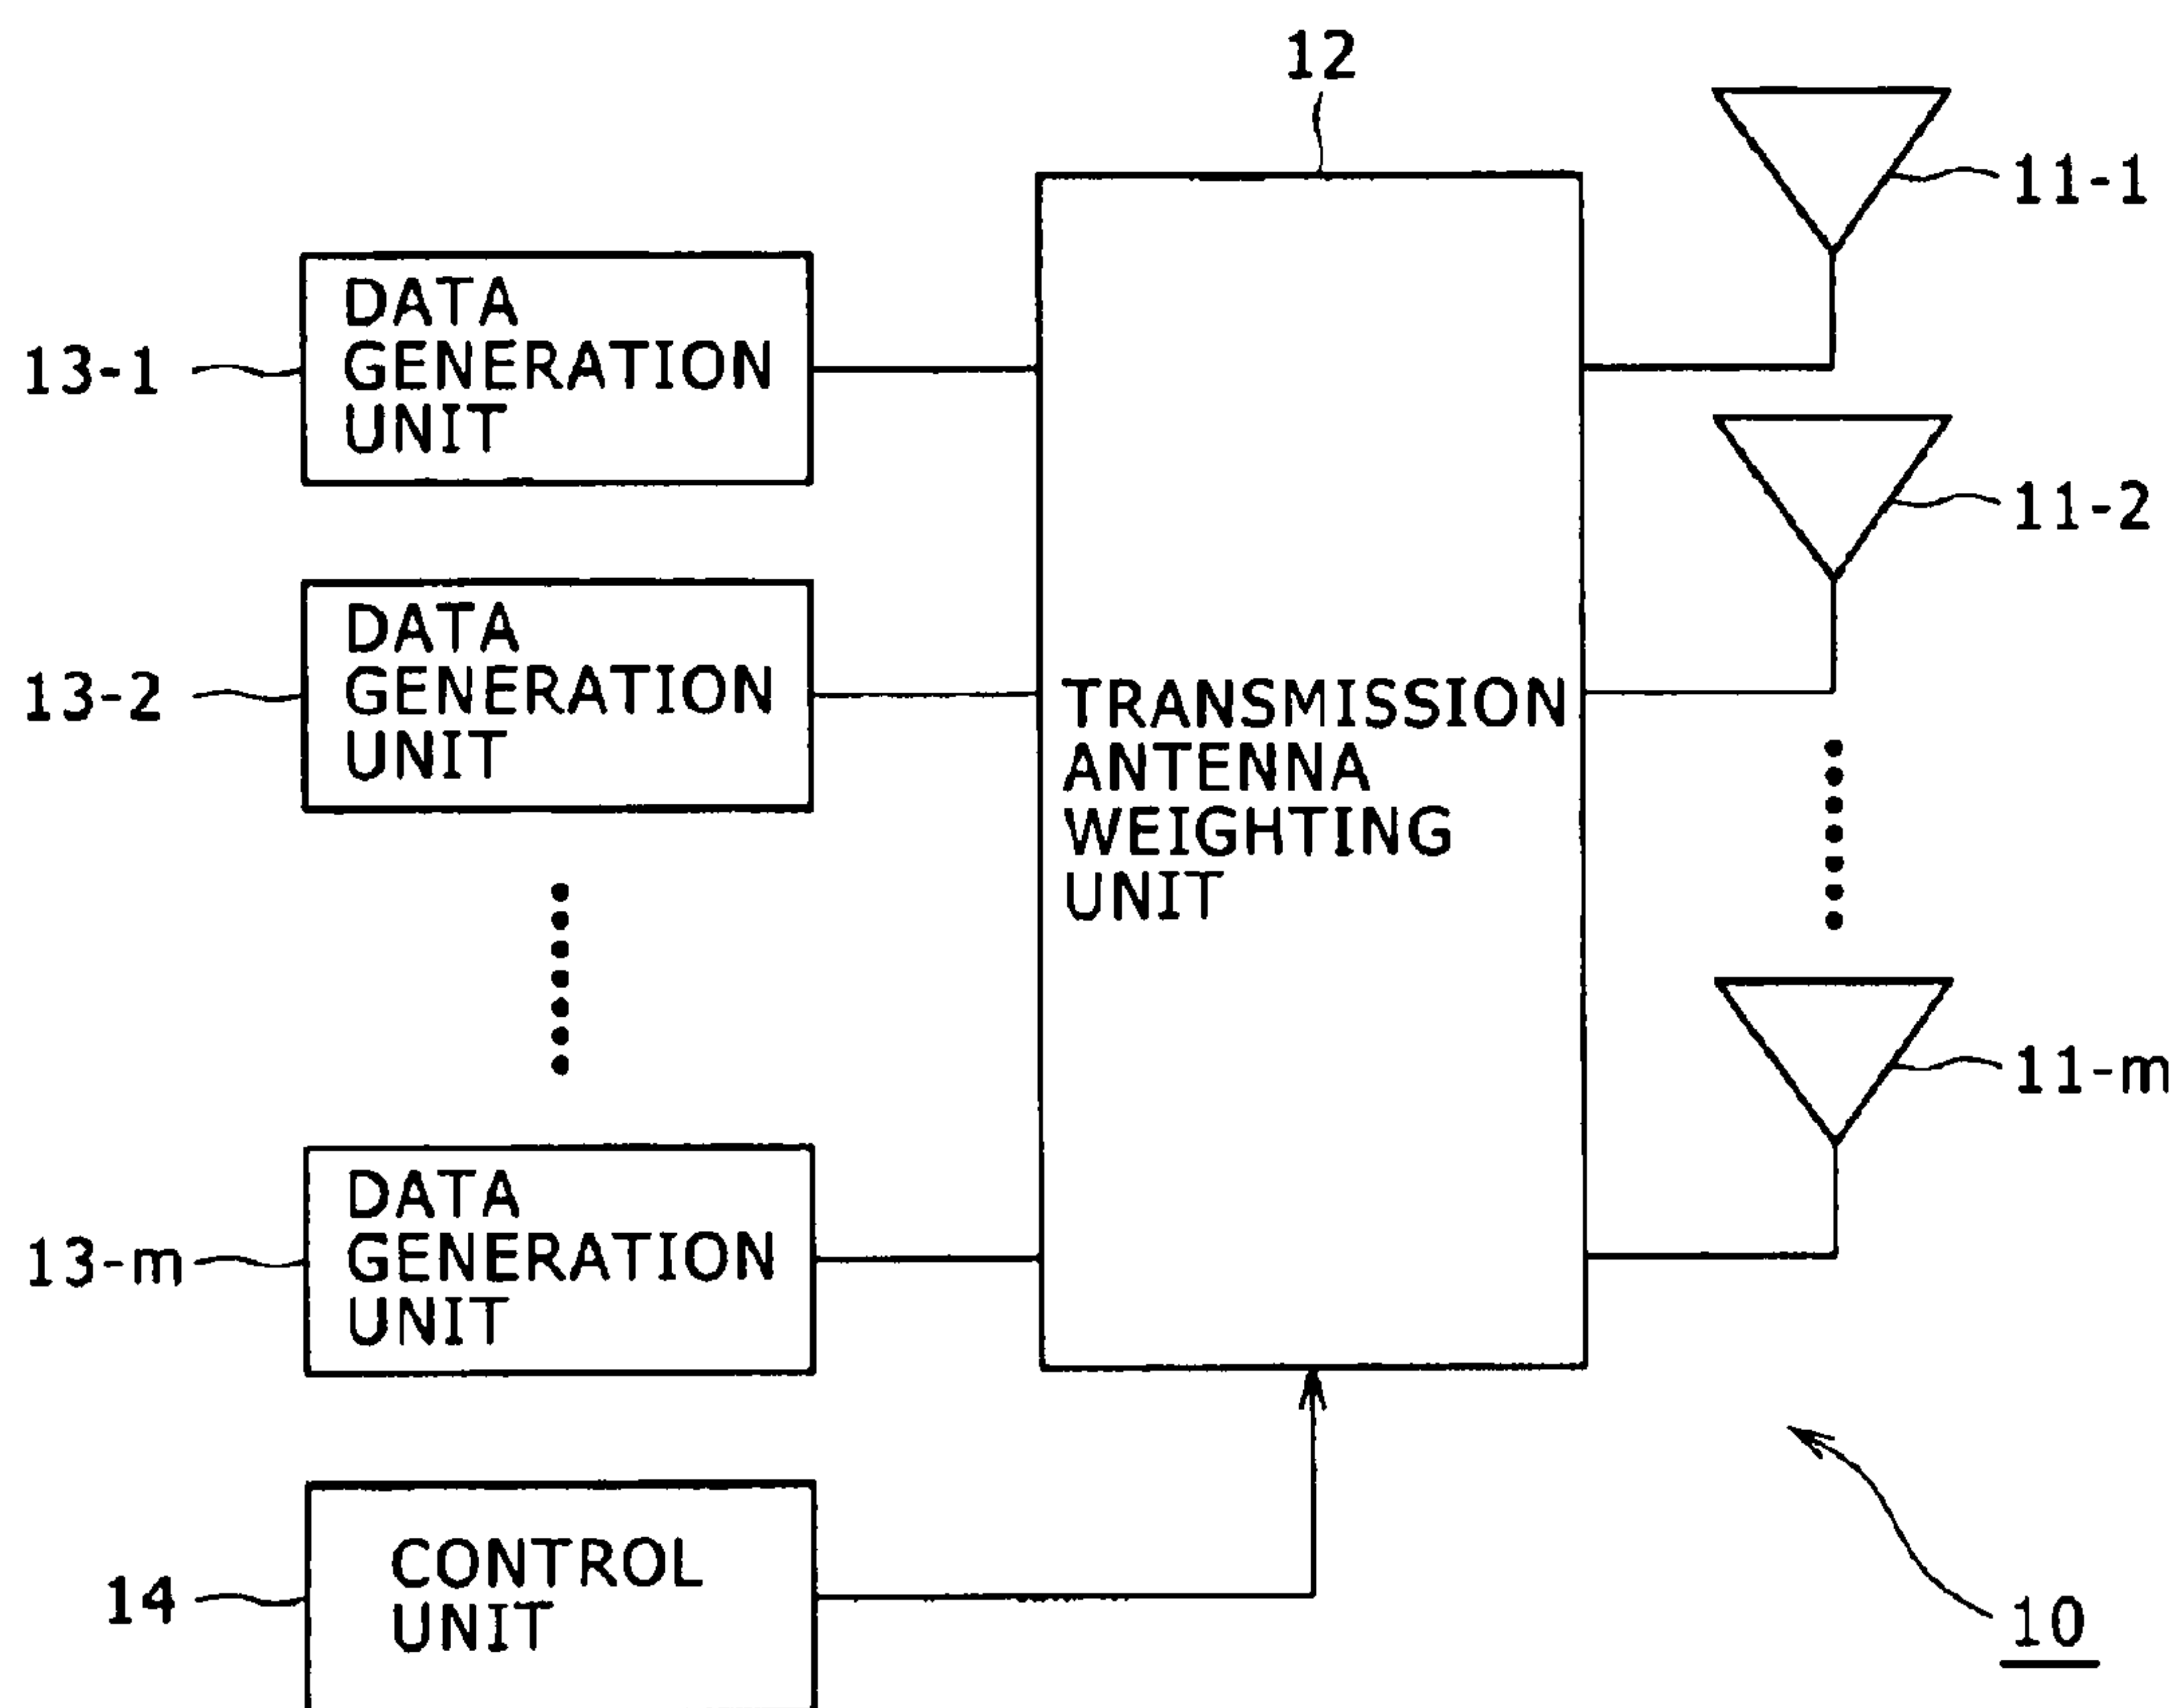 12
11-1
DATA
GENERATION
UNIT
13-1
11-2
DATA
GENERATION
UNIT
13-2
TRANSMISSION
ANTENNA
WEIGHTING
UNIT
11-m
DATA
GENERATION
UNIT
13-m
CONTROL
UNIT
14
10